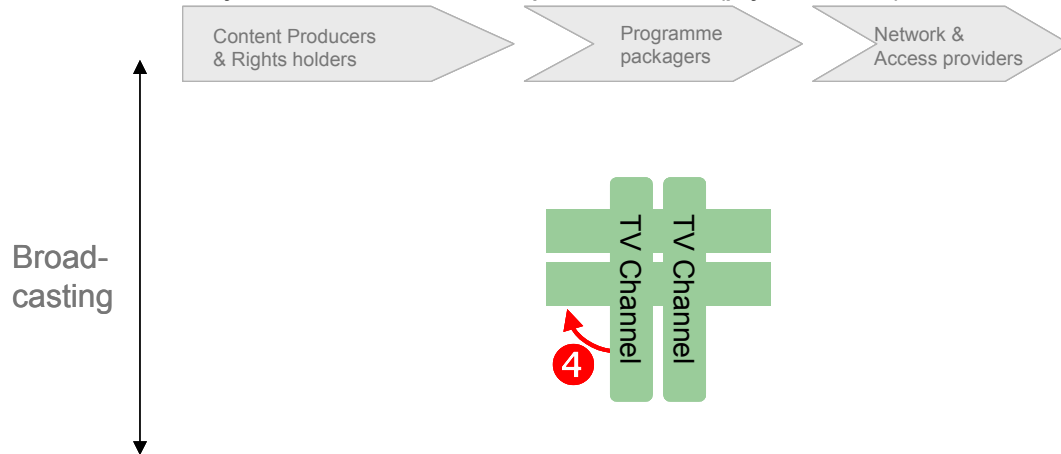 Content Producers
& Rights holders
Programme
packagers
Network &
Access providers
Broad-
casting
TV Channel
TV Channel
4